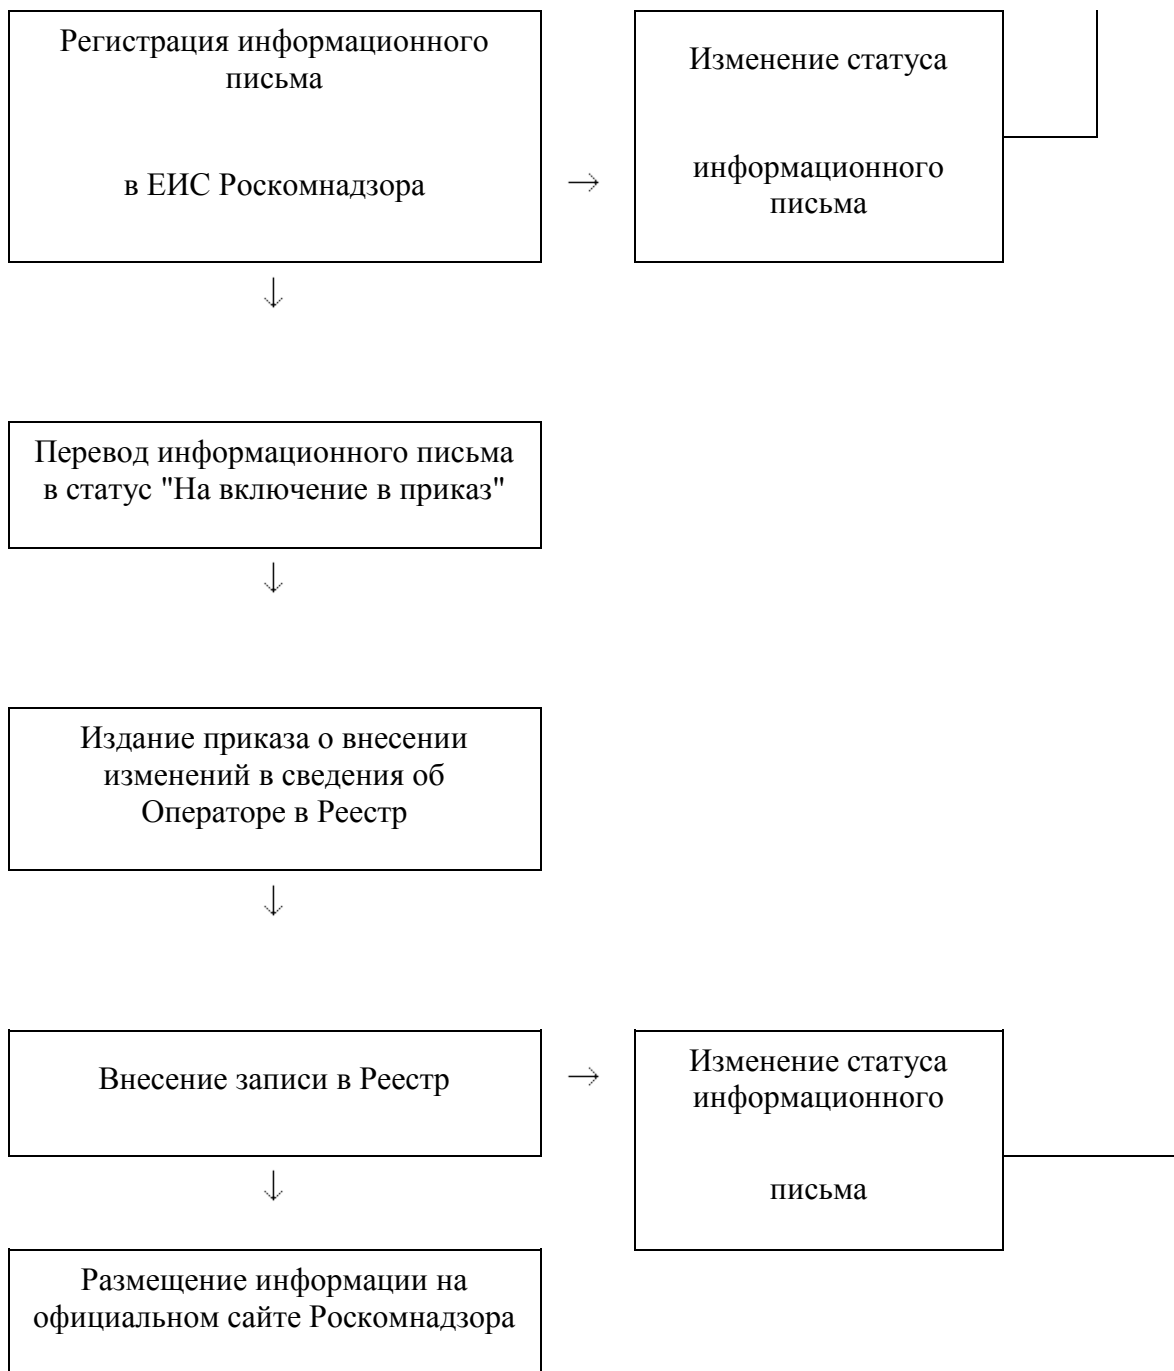 Регистрация информационного
письма
в ЕИС Роскомнадзора
→
Изменение статуса
информационного
письма
↓
Перевод информационного письма
в статус "На включение в приказ"
↓
Издание приказа о внесении
изменений в сведения об
Операторе в Реестр
↓
Внесение записи в Реестр
→
Изменение статуса
информационного
письма
↓
Размещение информации на
официальном сайте Роскомнадзора